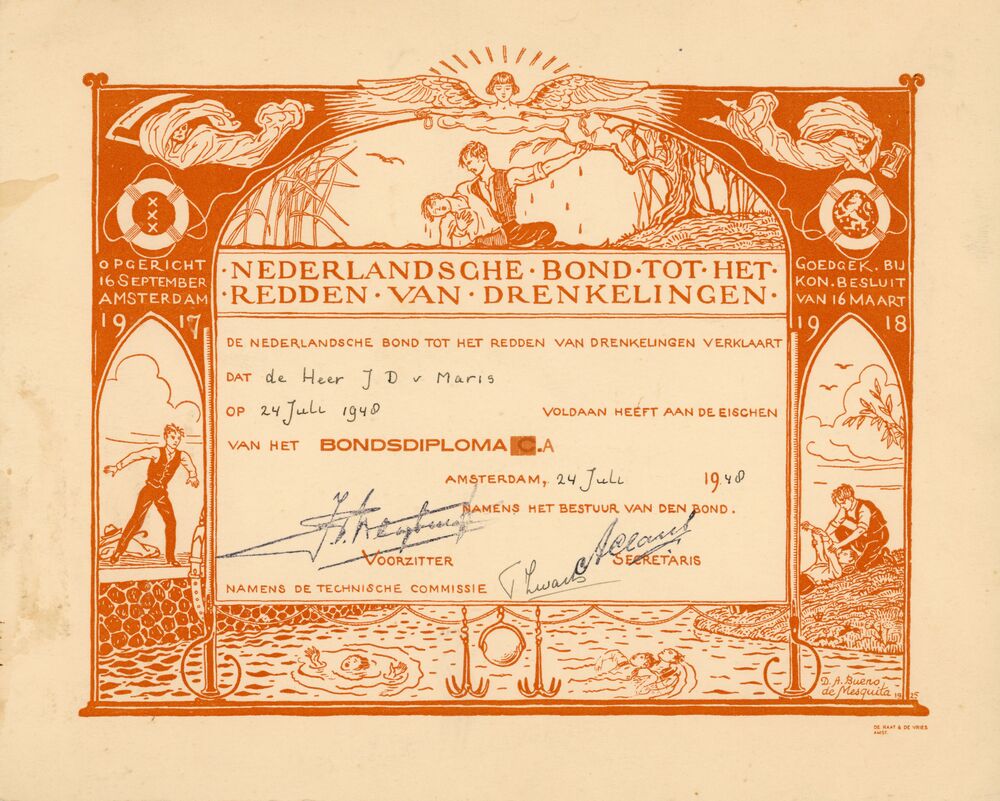 OPGERICHT
16 SEPTEMBER
AMSTERDAM
1917
GOEDGEK. BIJ
KON. BESLUIT
VAN 16 MAART
1918
·NEDERLANDSCHE·BOND·TOT·HET·
·REDDEN·VAN·DRENKELINGEN·
DE NEDERLANDSCHE BOND TOT HET REDDEN VAN DRENKELINGEN VERKLAART
DAT de Heer J D v Maris
OP 24 Juli 1948 VOLDAAN HEEFT AAN DE EISCHEN
VAN HET BONDSDIPLOMA C.A
AMSTERDAM, 24 Juli 1948
NAMENS HET BESTUUR VAN DEN BOND.
VOORZITTER SECRETARIS
NAMENS DE TECHNISCHE COMMISSIE
D. A. Bueno
de Mesquita 1925
DE RAAT & DE VRIES
AMST.